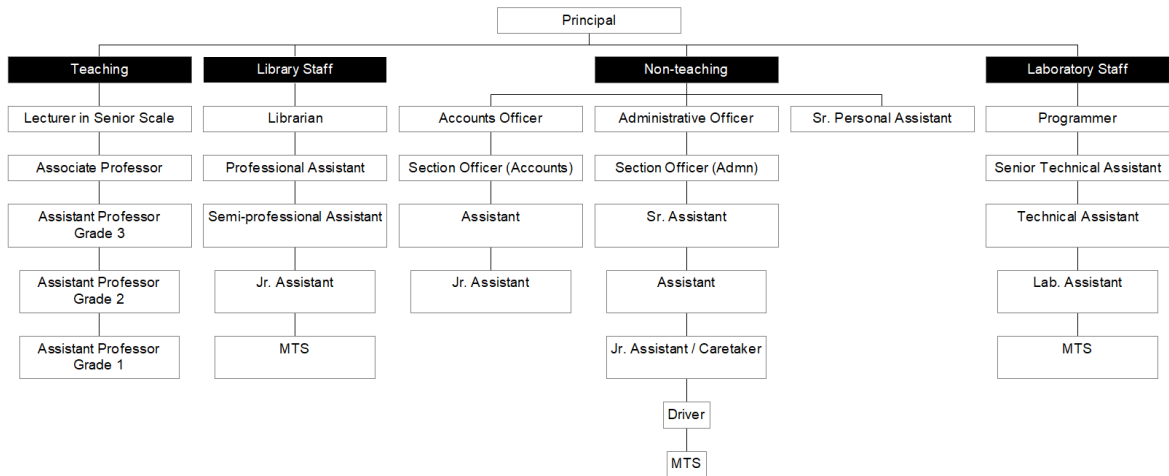 Principal
Teaching
Library Staff
Non-teaching
Laboratory Staff
Lecturer in Senior Scale
Librarian
Accounts Officer
Administrative Officer
Sr. Personal Assistant
Programmer
Associate Professor
Professional Assistant
Section Officer (Accounts)
Section Officer (Admn)
Senior Technical Assistant
Assistant Professor
Grade 3
Semi-professional Assistant
Assistant
Sr. Assistant
Technical Assistant
Assistant Professor
Grade 2
Jr. Assistant
Jr. Assistant
Assistant
Lab. Assistant
Assistant Professor
Grade 1
MTS
Jr. Assistant / Caretaker
MTS
Driver
MTS